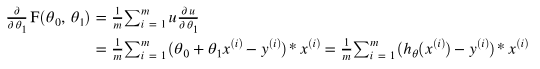 ∂/∂θ₁ F(θ₀, θ₁) = 1/m ∑ᵢ₌₁ᵐ u ∂u/∂θ₁
= 1/m ∑ᵢ₌₁ᵐ (θ₀ + θ₁x⁽ⁱ⁾ − y⁽ⁱ⁾) * x⁽ⁱ⁾ = 1/m ∑ᵢ₌₁ᵐ (h_θ(x⁽ⁱ⁾) − y⁽ⁱ⁾) * x⁽ⁱ⁾